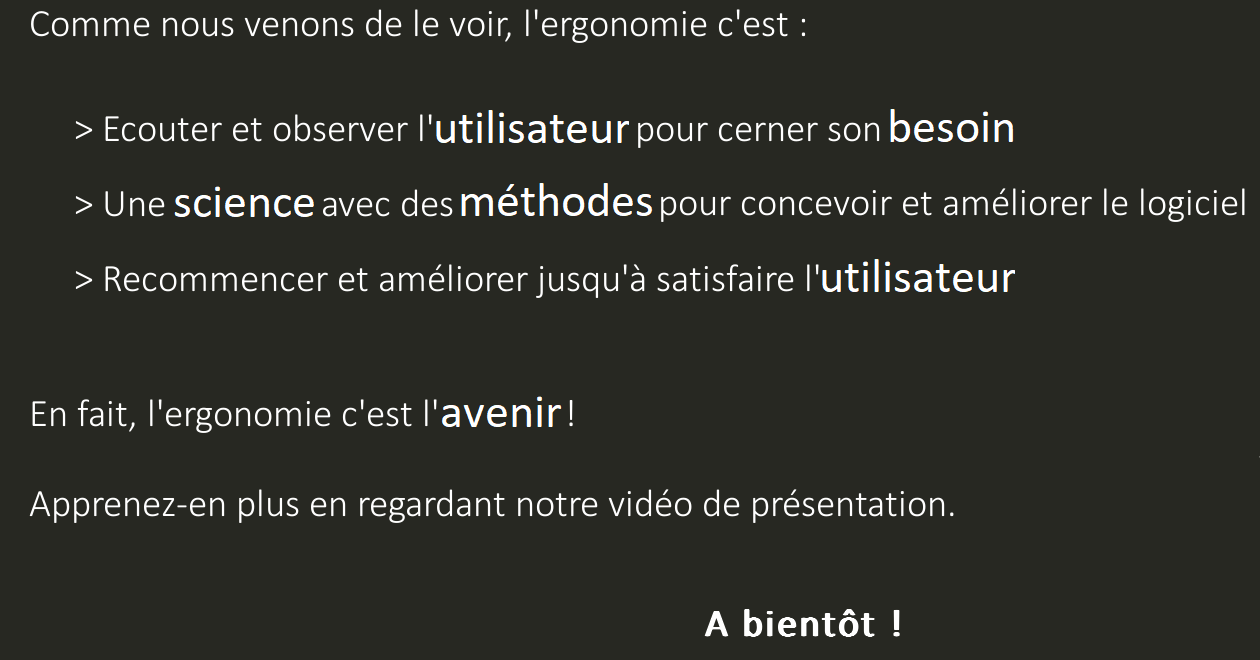 Comme nous venons de le voir, l'ergonomie c'est :
> Ecouter et observer l'utilisateur pour cerner son besoin
> Une science avec des méthodes pour concevoir et améliorer le logiciel
> Recommencer et améliorer jusqu'à satisfaire l'utilisateur
En fait, l'ergonomie c'est l'avenir !
Apprenez-en plus en regardant notre vidéo de présentation.
A bientôt !